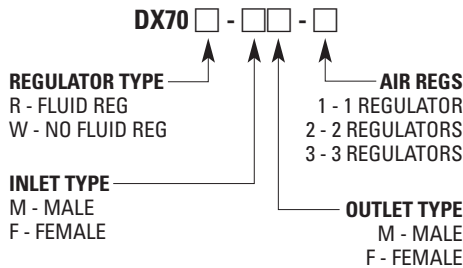 DX70 □ - □□ - □
REGULATOR TYPE
R - FLUID REG
W - NO FLUID REG
AIR REGS
1 - 1 REGULATOR
2 - 2 REGULATORS
3 - 3 REGULATORS
INLET TYPE
M - MALE
F - FEMALE
OUTLET TYPE
M - MALE
F - FEMALE